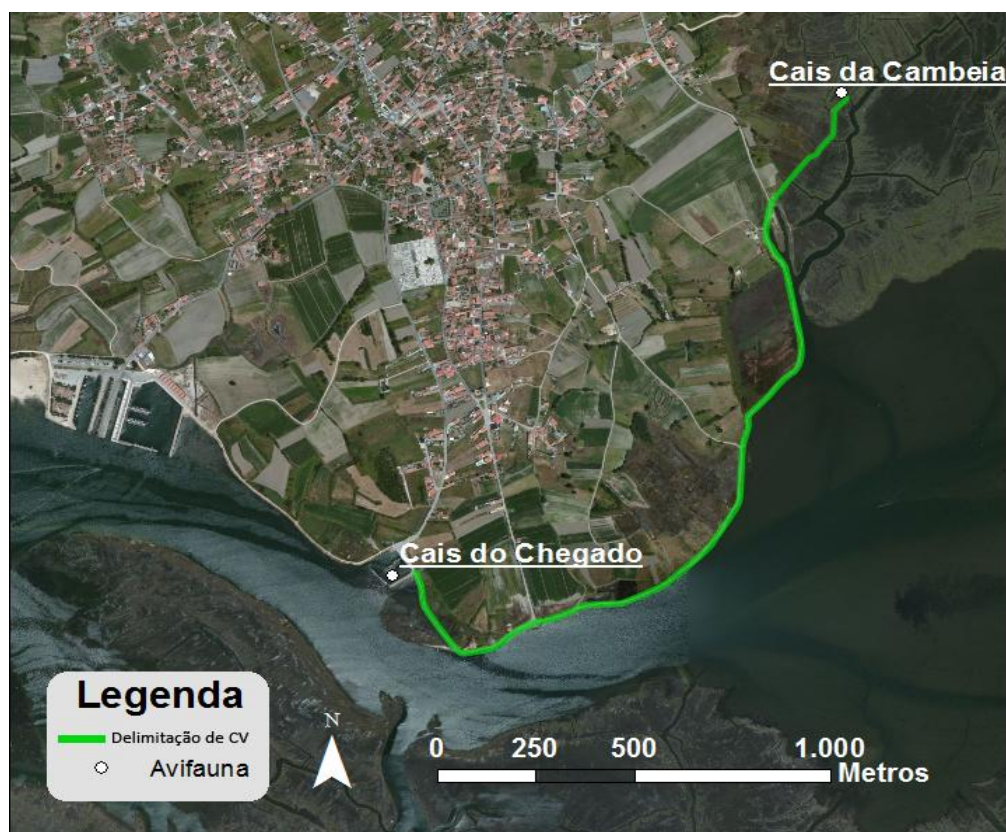 Cais da Cambeia
Cais do Chegado
Legenda
Delimitação de CV
Avifauna
N
0 250 500 1.000
Metros